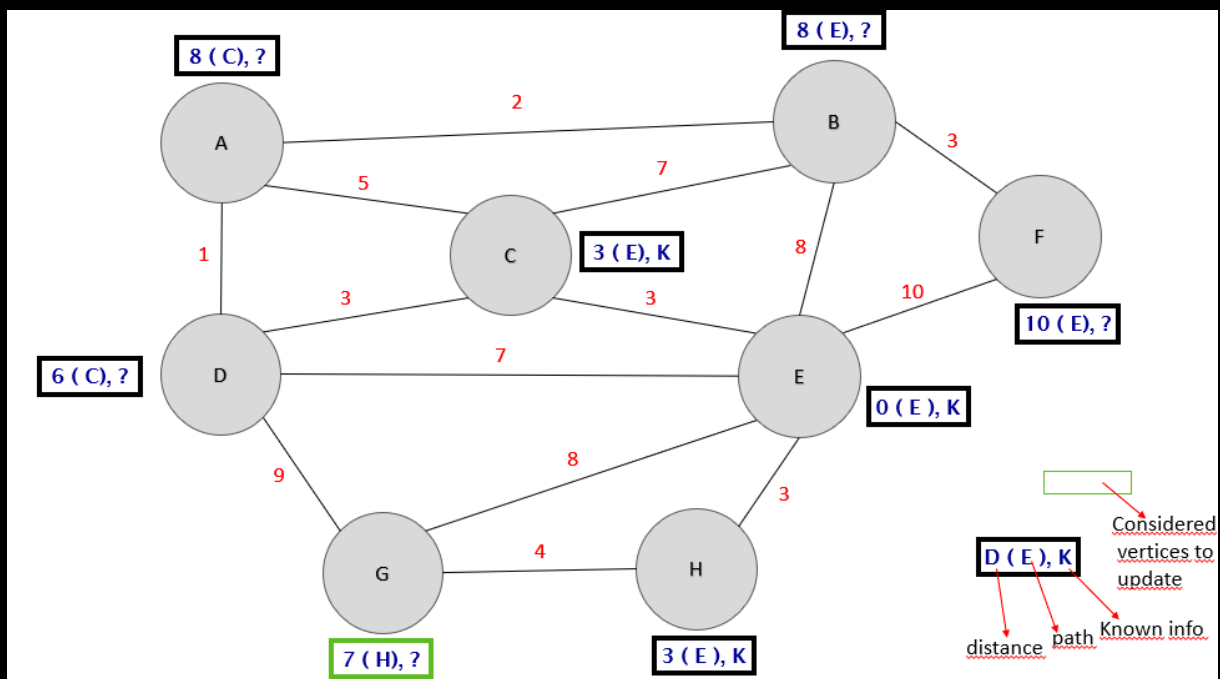 8 ( E), ?
8 ( C), ?
2
B
A
3
7
5
F
C
8
3 ( E), K
1
10
3
3
10 ( E), ?
7
6 ( C), ?
D
E
0 ( E ), K
8
9
3
Considered
vertices to
update
D ( E ), K
4
G
H
Known info
path
distance
7 ( H), ?
3 ( E ), K